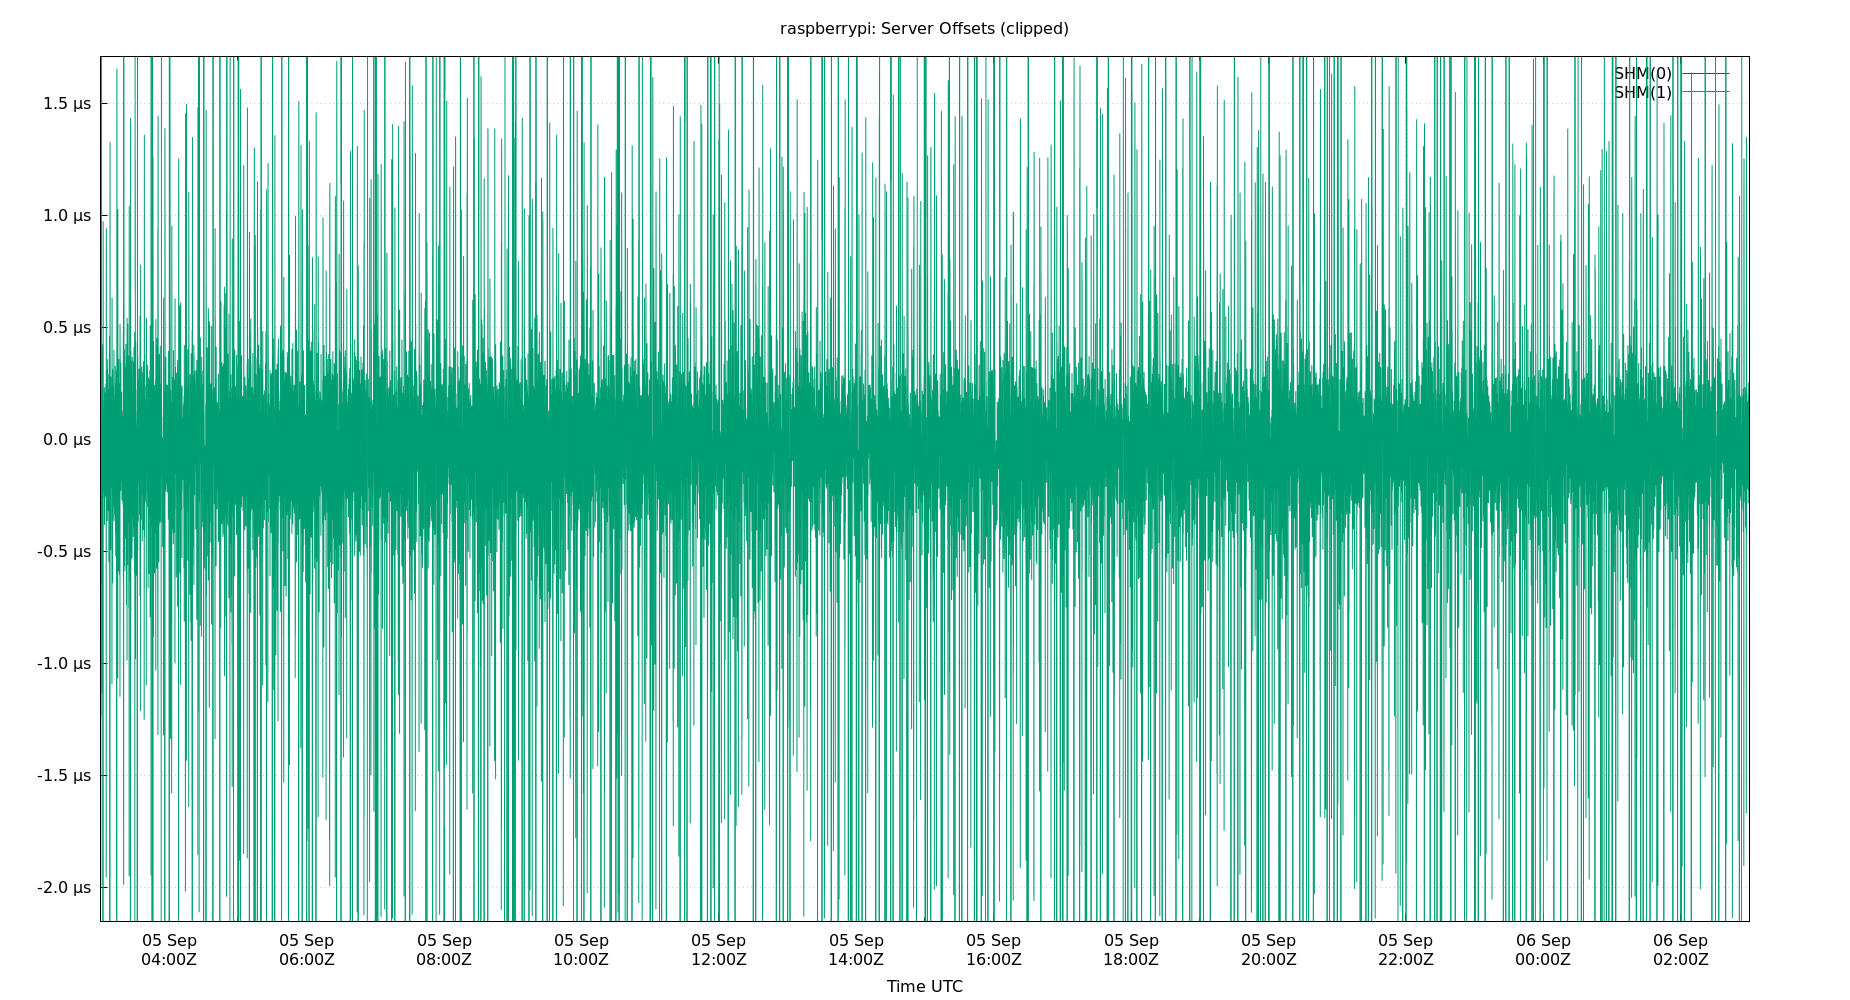 raspberrypi: Server Offsets (clipped)
SHM(0)
SHM(1)
1.5 µs
1.0 µs
0.5 µs
0.0 µs
-0.5 µs
-1.0 µs
-1.5 µs
-2.0 µs
05 Sep 05 Sep 05 Sep 05 Sep 05 Sep 05 Sep 05 Sep 05 Sep 05 Sep 05 Sep 06 Sep 06 Sep
04:00Z 06:00Z 08:00Z 10:00Z 12:00Z 14:00Z 16:00Z 18:00Z 20:00Z 22:00Z 00:00Z 02:00Z
Time UTC